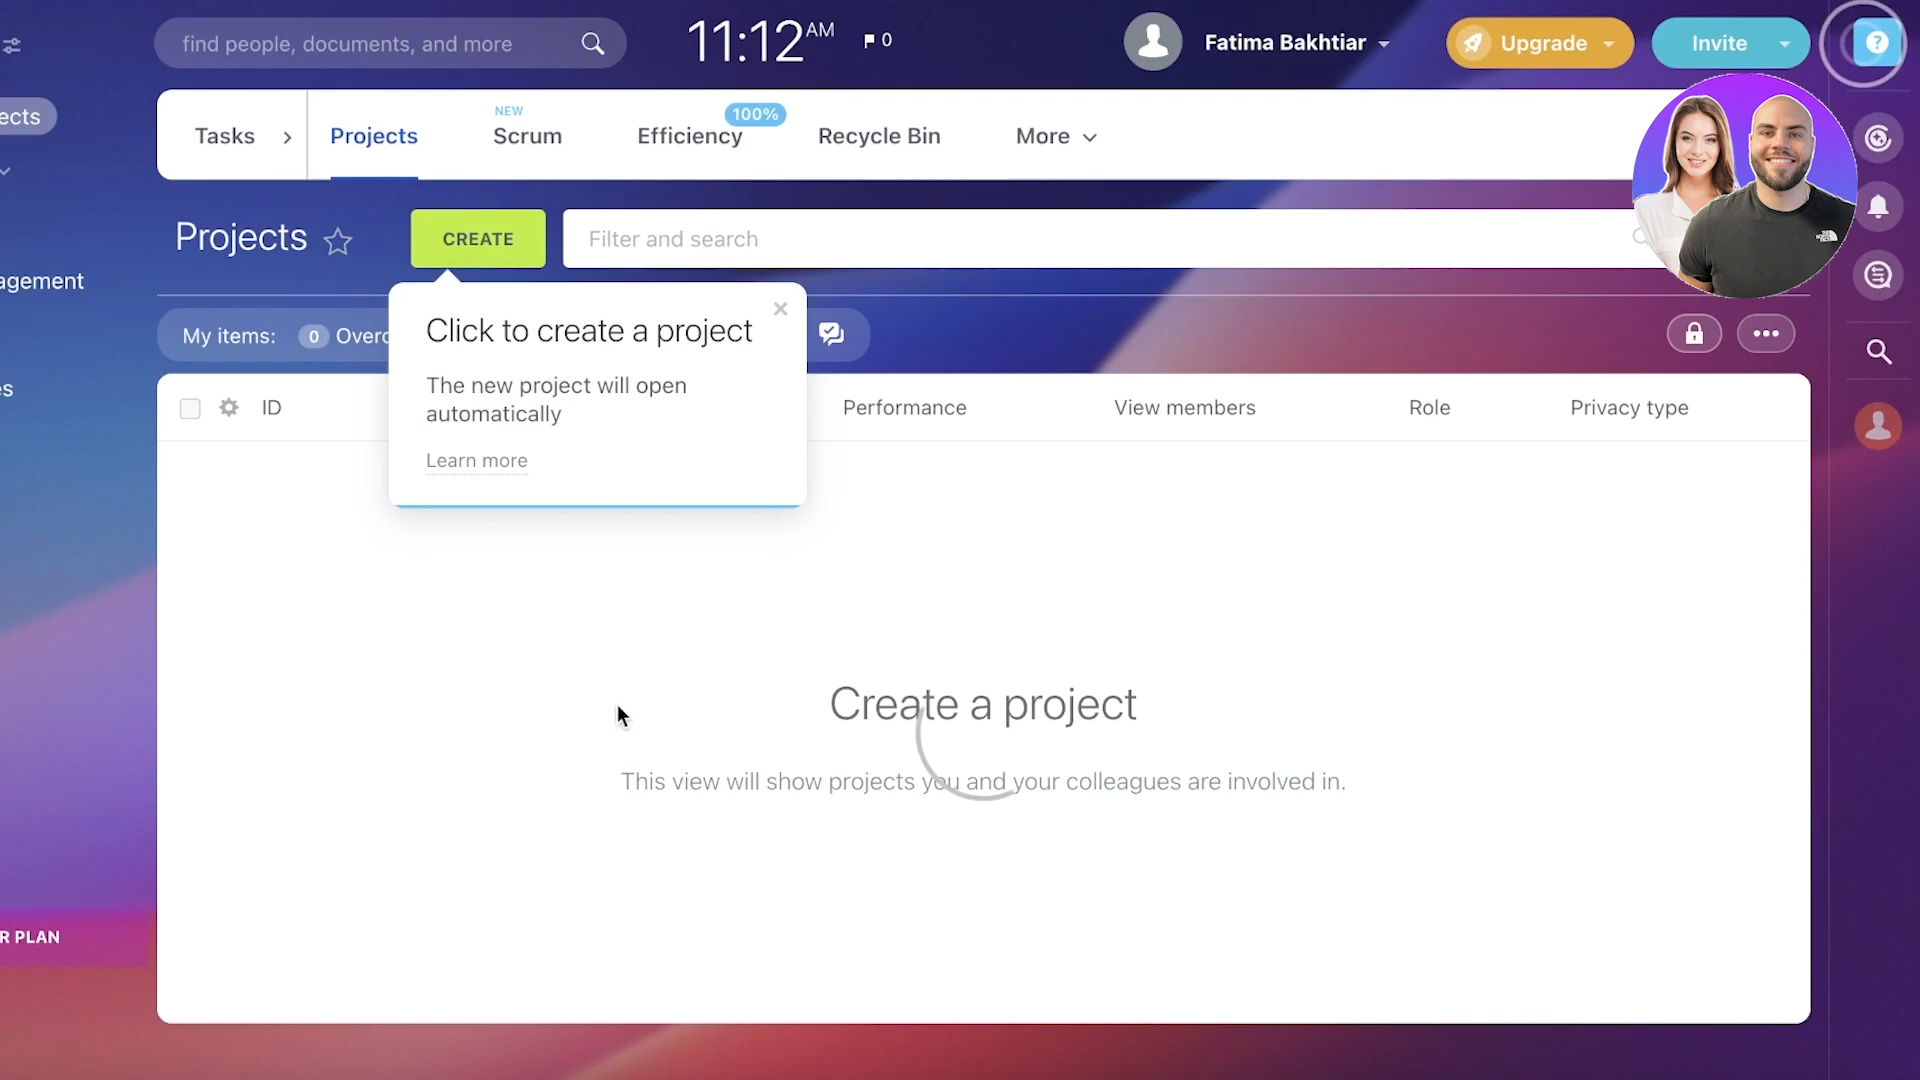 find people, documents, and more
11:12 AM
0
Fatima Bakhtiar
Upgrade
Invite
?
ects
Tasks
Projects
NEW
Scrum
100%
Efficiency
Recycle Bin
More
Projects
CREATE
Filter and search
agement
My items:
0
Click to create a project
The new project will open
automatically
Learn more
es
ID
Performance
View members
Role
Privacy type
Create a project
This view will show projects you and your colleagues are involved in.
R PLAN